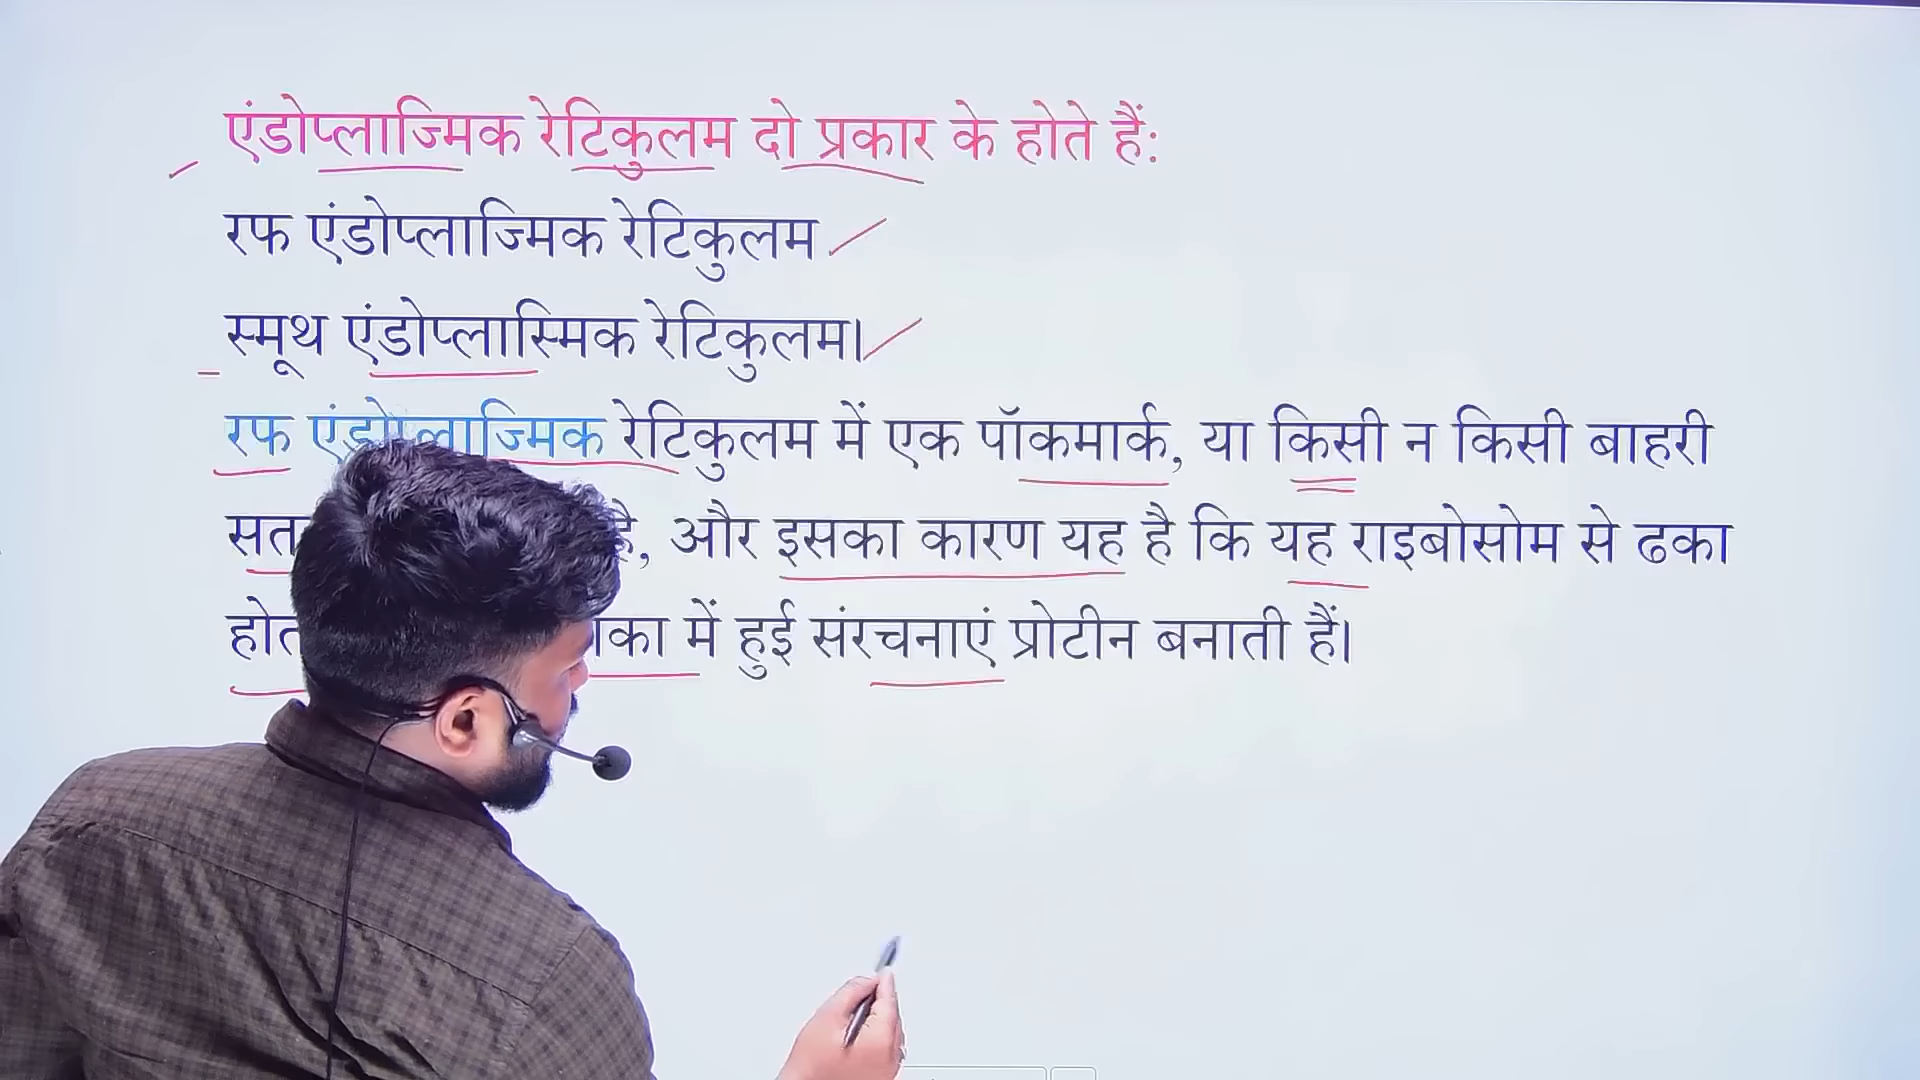 एंडोप्लाज्मिक रेटिकुलम दो प्रकार के होते हैं:
रफ एंडोप्लाज्मिक रेटिकुलम
स्मूथ एंडोप्लास्मिक रेटिकुलम।
रफ एंडोप्लाज्मिक रेटिकुलम में एक पॉकमार्क, या किसी न किसी बाहरी
है, और इसका कारण यह है कि यह राइबोसोम से ढका
में हुई संरचनाएं प्रोटीन बनाती हैं।